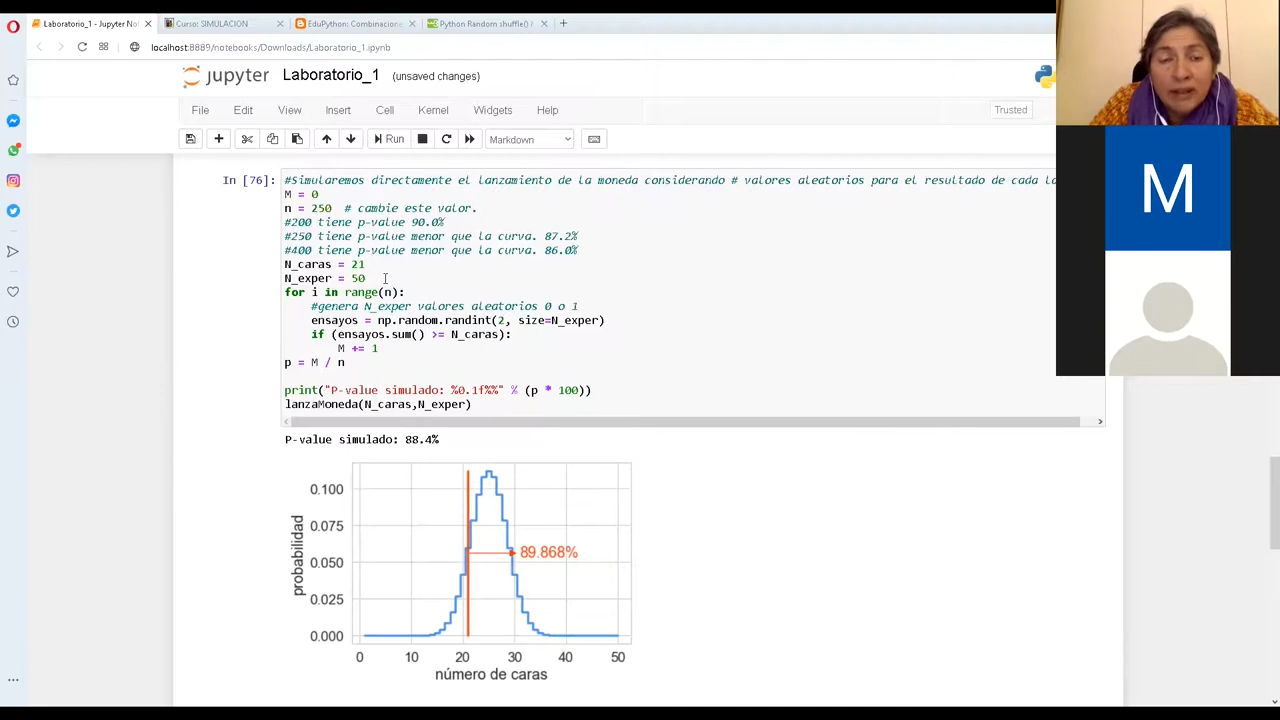 Laboratorio_1 - Jupyter Not
Curso: SIMULACION
EduPython: Combinacione
Python Random shuffle()
localhost:8889/notebooks/Downloads/Laboratorio_1.ipynb
jupyter Laboratorio_1 (unsaved changes)
File Edit View Insert Cell Kernel Widgets Help Trusted
Run Markdown
In [76]:
#Simularemos directamente el lanzamiento de la moneda considerando # valores aleatorios para el resultado de cada la
M = 0
n = 250 # cambie este valor.
#200 tiene p-value 90.0%
#250 tiene p-value menor que la curva. 87.2%
#400 tiene p-value menor que la curva. 86.0%
N_caras = 21
N_exper = 50
for i in range(n):
#genera N_exper valores aleatorios 0 o 1
ensayos = np.random.randint(2, size=N_exper)
if (ensayos.sum() >= N_caras):
M += 1
p = M / n
print("P-value simulado: %0.1f%%" % (p * 100))
lanzaMoneda(N_caras,N_exper)
P-value simulado: 88.4%
0.100
0.075
0.050
0.025
0.000
probabilidad
89.868%
0 10 20 30 40 50
número de caras
M